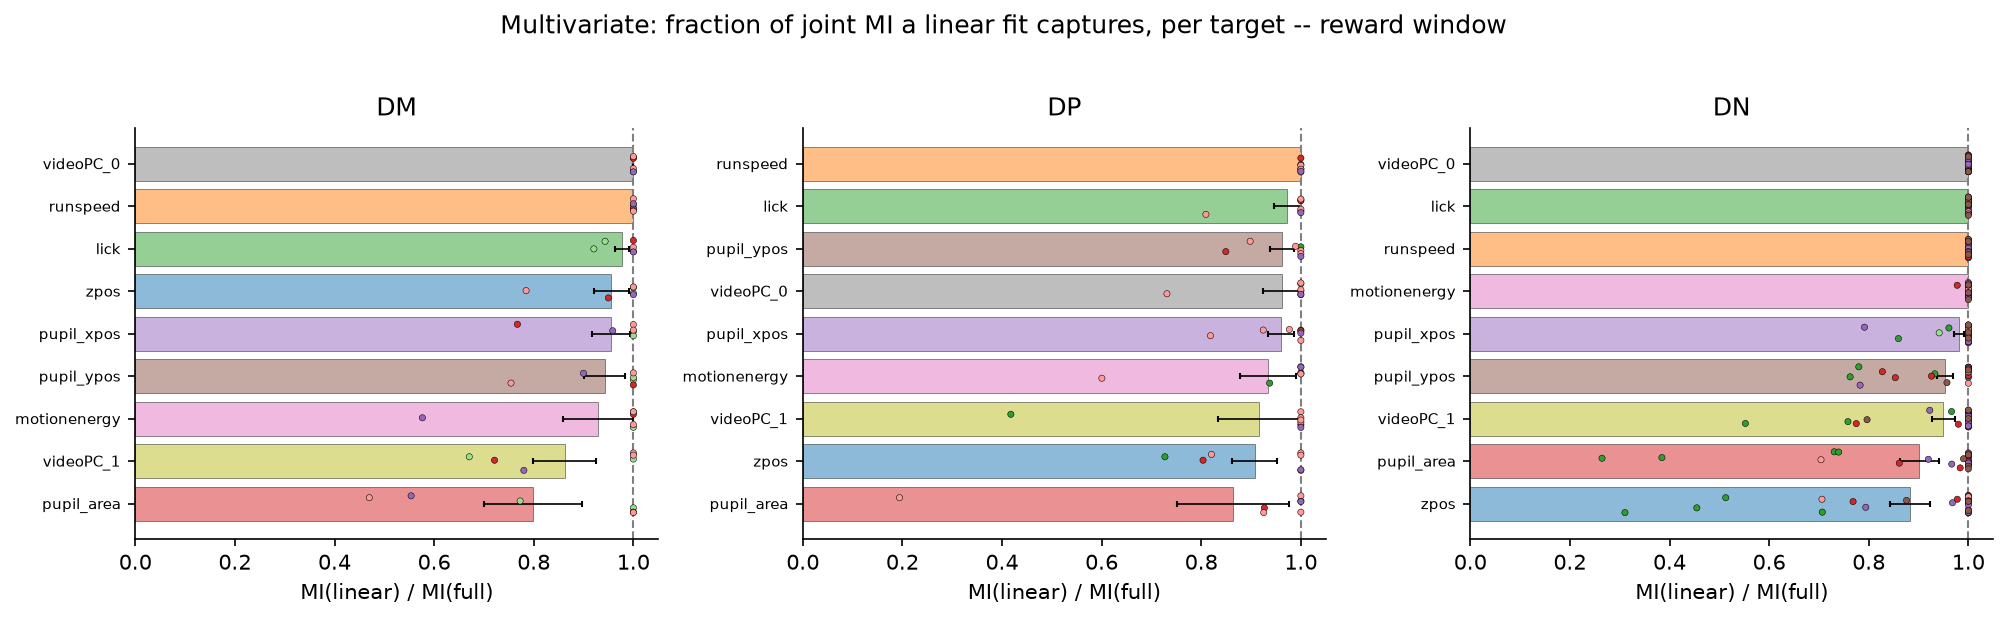 Multivariate: fraction of joint MI a linear fit captures, per target -- reward window
DM
videoPC_0
runspeed
lick
zpos
pupil_xpos
pupil_ypos
motionenergy
videoPC_1
pupil_area
0.0 0.2 0.4 0.6 0.8 1.0
MI(linear) / MI(full)
DP
runspeed
lick
pupil_ypos
videoPC_0
pupil_xpos
motionenergy
videoPC_1
zpos
pupil_area
0.0 0.2 0.4 0.6 0.8 1.0
MI(linear) / MI(full)
DN
videoPC_0
lick
runspeed
motionenergy
pupil_xpos
pupil_ypos
videoPC_1
pupil_area
zpos
0.0 0.2 0.4 0.6 0.8 1.0
MI(linear) / MI(full)